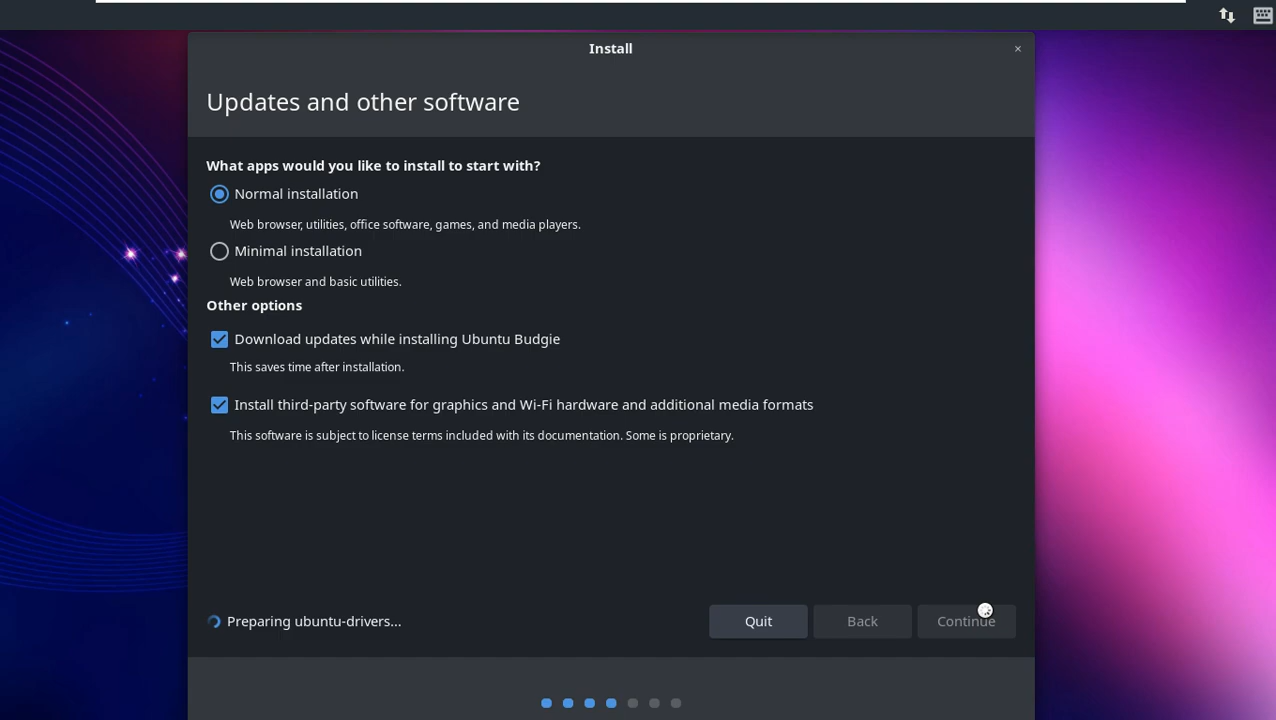 Install
Updates and other software
What apps would you like to install to start with?
Normal installation
Web browser, utilities, office software, games, and media players.
Minimal installation
Web browser and basic utilities.
Other options
Download updates while installing Ubuntu Budgie
This saves time after installation.
Install third-party software for graphics and Wi-Fi hardware and additional media formats
This software is subject to license terms included with its documentation. Some is proprietary.
Preparing ubuntu-drivers...
Quit
Back
Continue